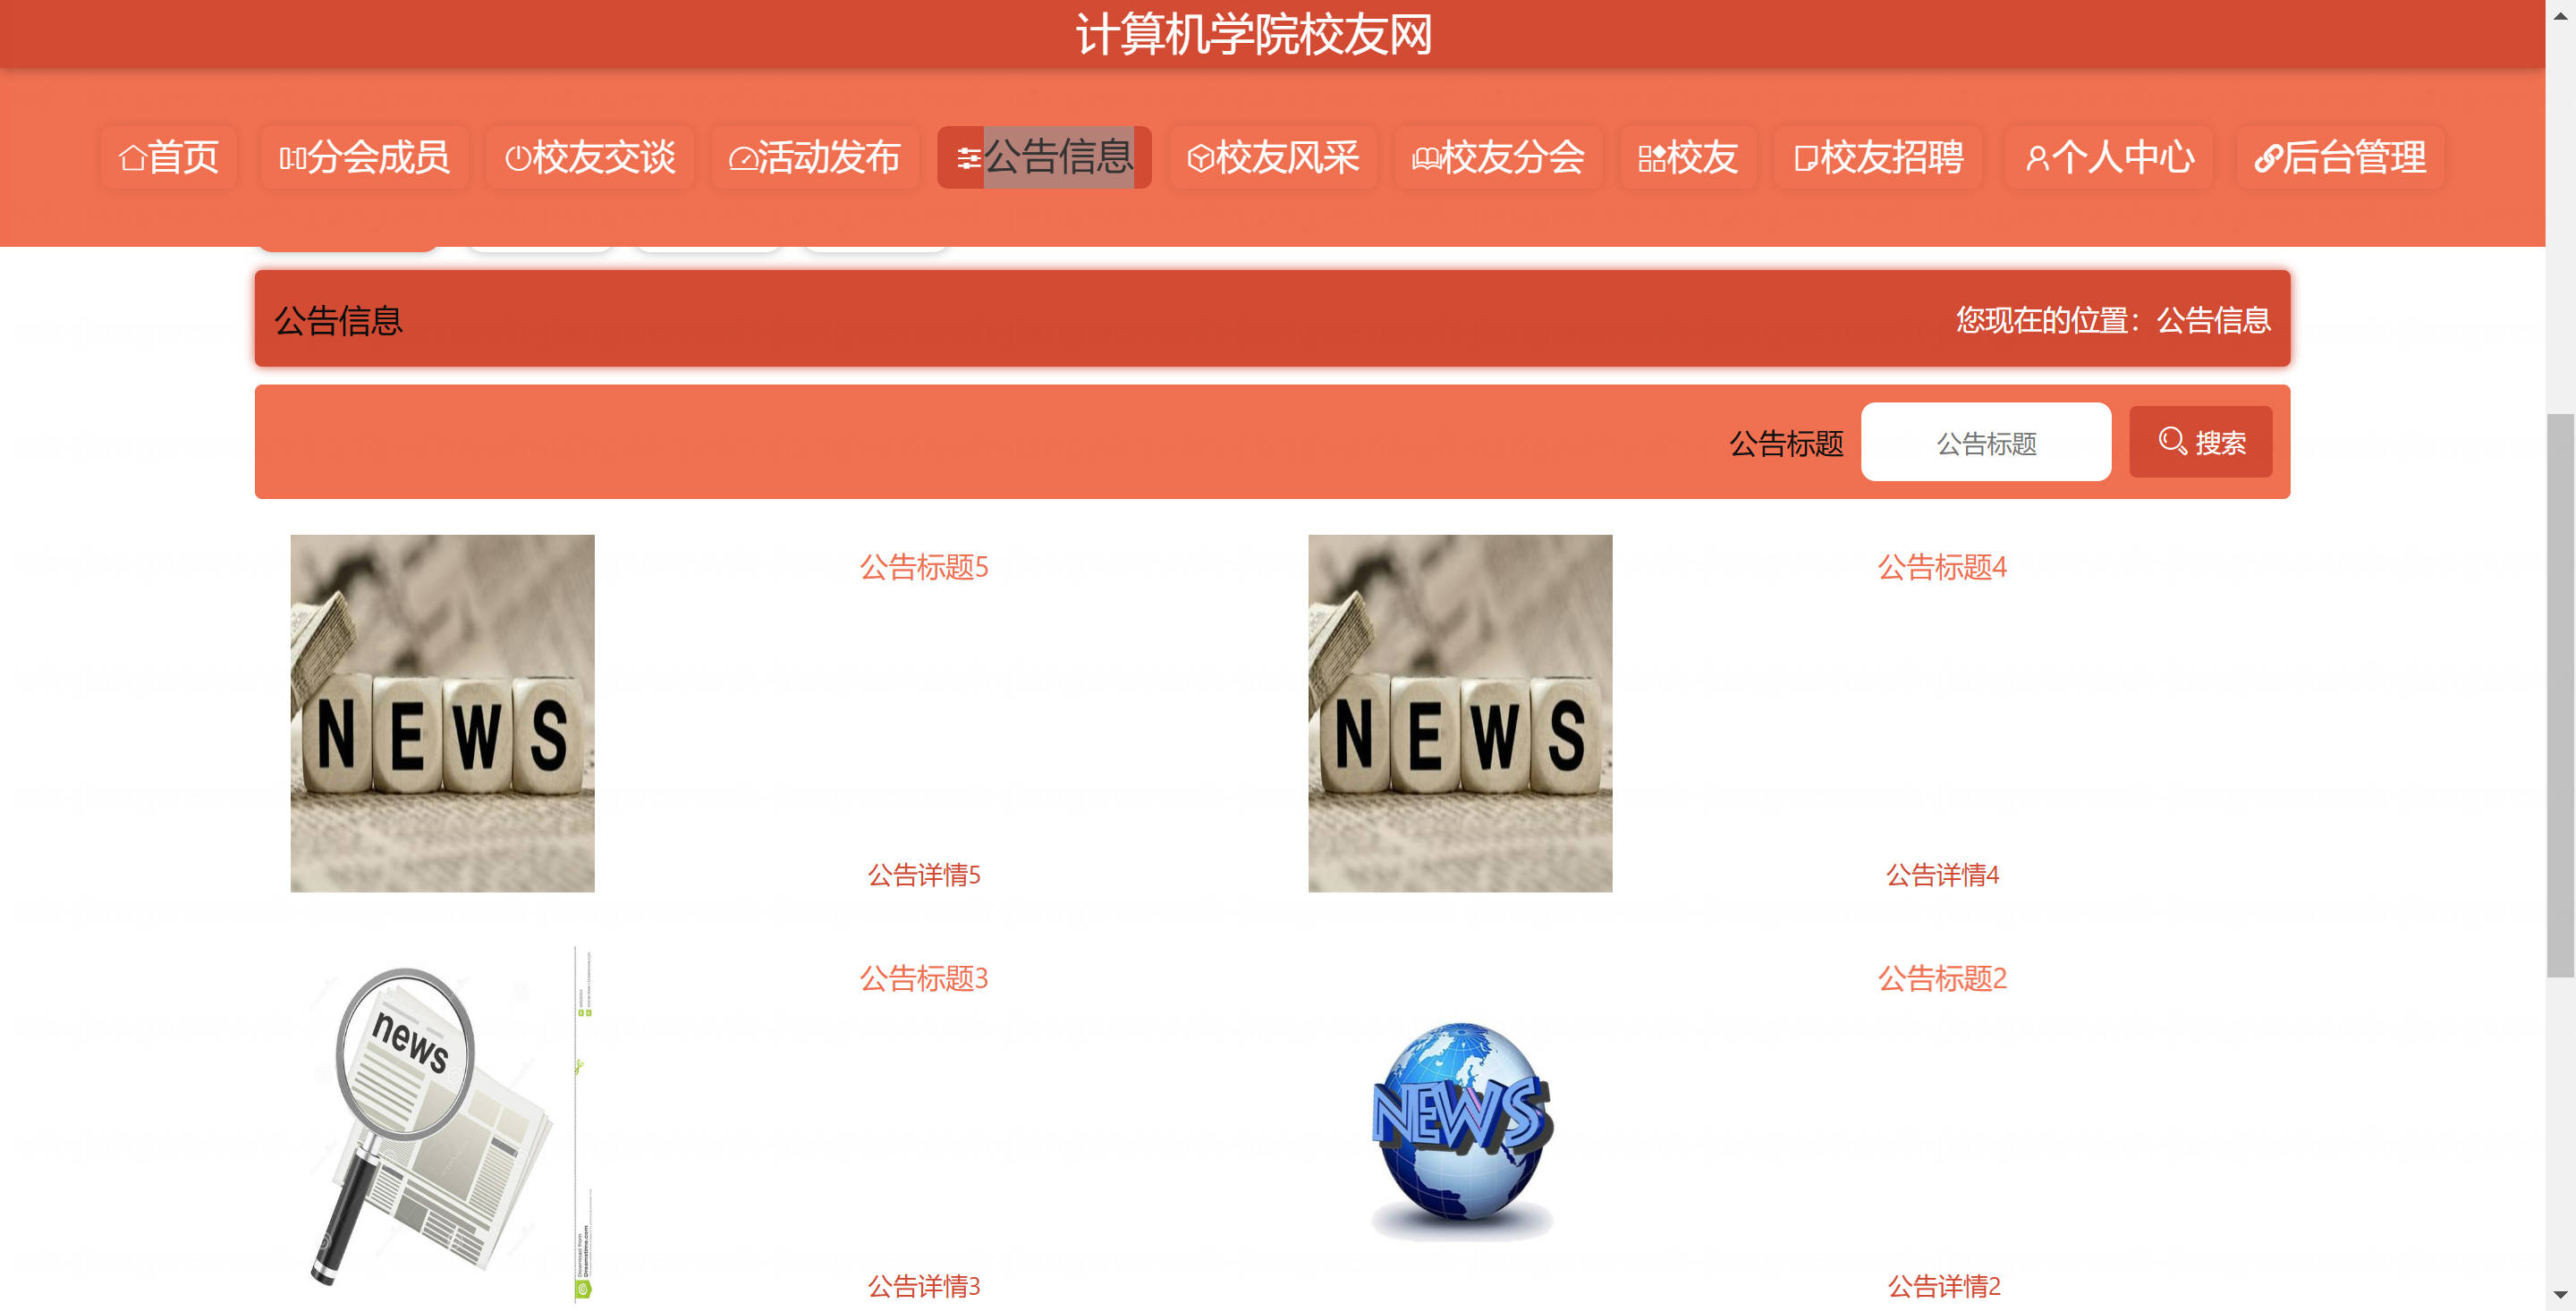 计算机学院校友网
首页 分会成员 校友交谈 活动发布 公告信息 校友风采 校友分会 校友 校友招聘 个人中心 后台管理
公告信息 您现在的位置：公告信息
公告标题 公告标题 搜索
公告标题5 公告标题4
NEWS NEWS
公告详情5 公告详情4
公告标题3 公告标题2
news NEWS
公告详情3 公告详情2